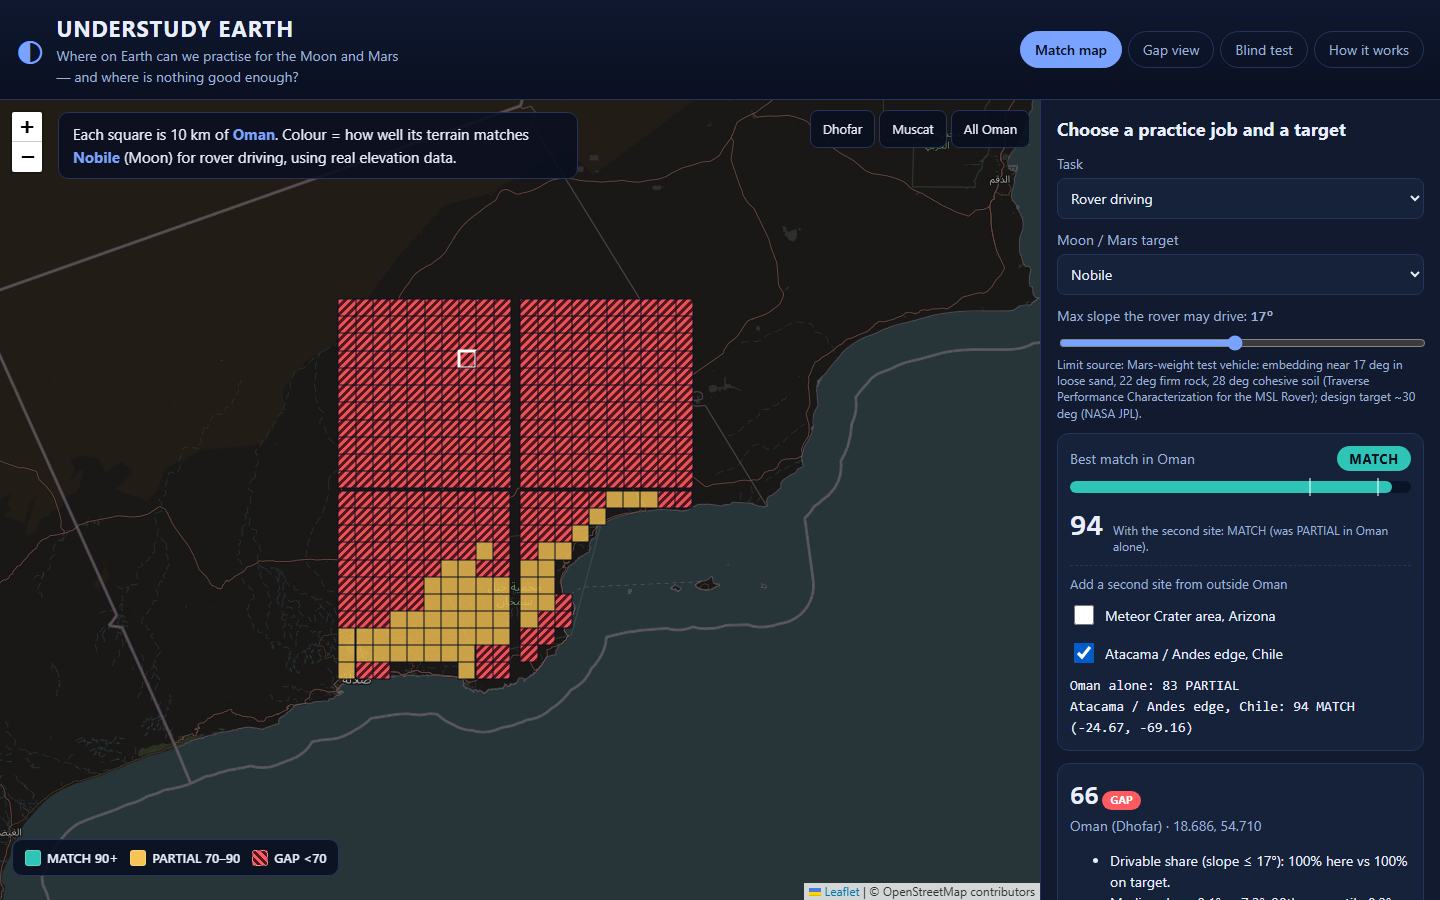 UNDERSTUDY EARTH
Where on Earth can we practise for the Moon and Mars
— and where is nothing good enough?
Match map
Gap view
Blind test
How it works
+
−
Each square is 10 km of Oman. Colour = how well its terrain matches
Nobile (Moon) for rover driving, using real elevation data.
Dhofar
Muscat
All Oman
الدقم
صلالة
MATCH 90+
PARTIAL 70–90
GAP <70
Leaflet | © OpenStreetMap contributors
Choose a practice job and a target
Task
Rover driving
Moon / Mars target
Nobile
Max slope the rover may drive: 17°
Limit source: Mars-weight test vehicle: embedding near 17 deg in
loose sand, 22 deg firm rock, 28 deg cohesive soil (Traverse
Performance Characterization for the MSL Rover); design target ~30
deg (NASA JPL).
Best match in Oman
MATCH
94
With the second site: MATCH (was PARTIAL in Oman
alone).
Add a second site from outside Oman
Meteor Crater area, Arizona
Atacama / Andes edge, Chile
Oman alone: 83 PARTIAL
Atacama / Andes edge, Chile: 94 MATCH
(-24.67, -69.16)
66 GAP
Oman (Dhofar) · 18.686, 54.710
• Drivable share (slope ≤ 17°): 100% here vs 100%
on target.